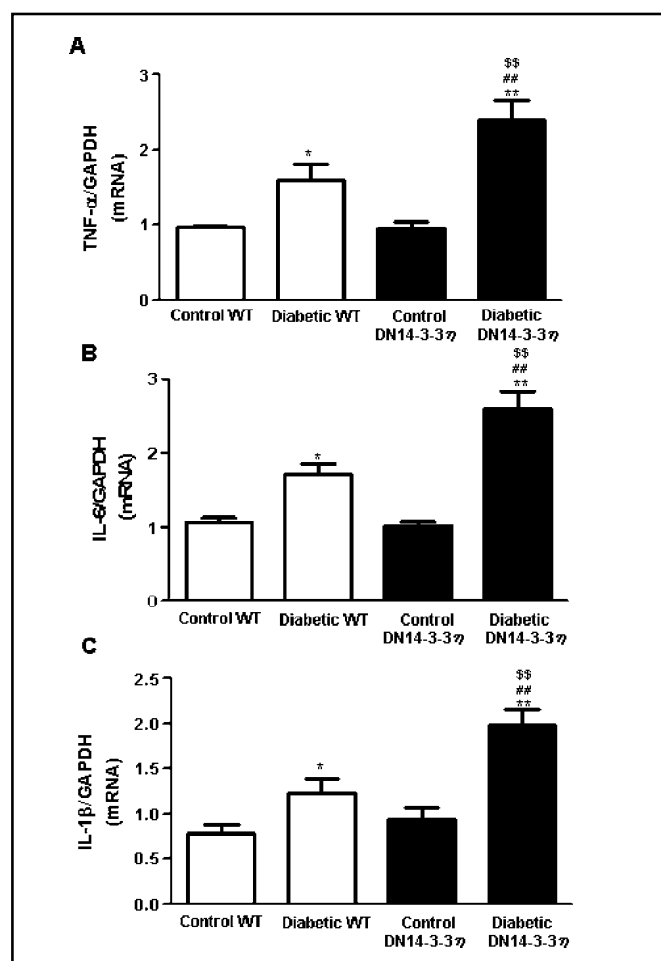 A
TNF-α/GAPDH
(mRNA)
3
2
1
0
*
$$
##
**
Control WT
Diabetic WT
Control
DN14-3-3η
Diabetic
DN14-3-3η
B
IL-6/GAPDH
(mRNA)
3
2
1
0
*
$$
##
**
Control WT
Diabetic WT
Control
DN14-3-3η
Diabetic
DN14-3-3η
C
IL-1β/GAPDH
(mRNA)
2.5
2.0
1.5
1.0
0.5
0.0
*
$$
##
**
Control WT
Diabetic WT
Control
DN14-3-3η
Diabetic
DN14-3-3η